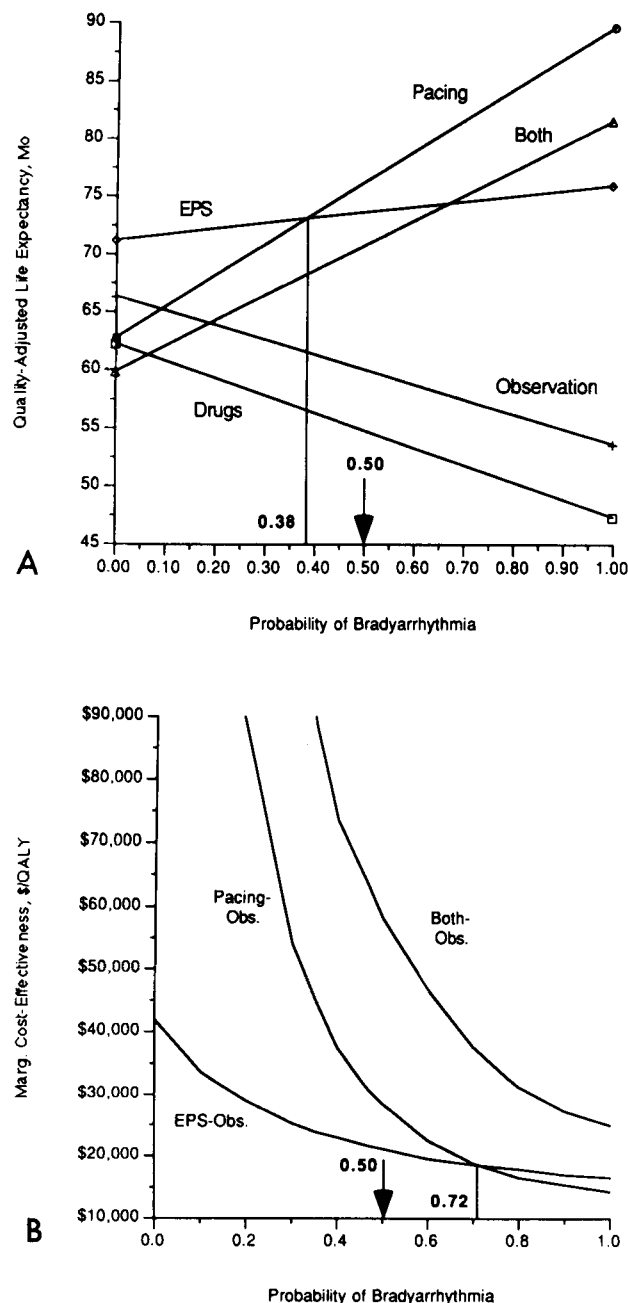 90
85
80
75
70
65
60
55
50
45
Quality-Adjusted Life Expectancy, Mo
Pacing
Both
EPS
Observation
Drugs
0.50
0.38
A
0.00 0.10 0.20 0.30 0.40 0.50 0.60 0.70 0.80 0.90 1.00
Probability of Bradyarrhythmia
$90,000
$80,000
$70,000
$60,000
$50,000
$40,000
$30,000
$20,000
$10,000
Marg. Cost-Effectiveness, $/QALY
Pacing-
Obs.
Both-
Obs.
EPS-Obs.
0.50
0.72
B
0.0 0.2 0.4 0.6 0.8 1.0
Probability of Bradyarrhythmia